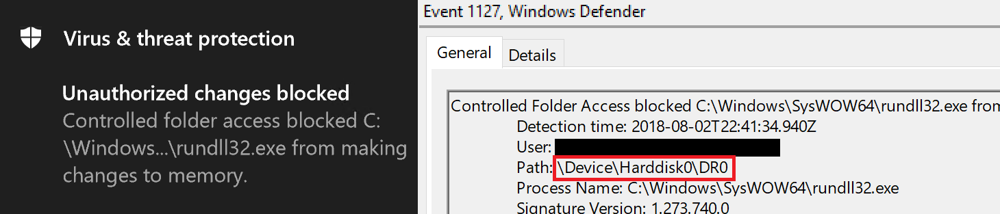 Virus & threat protection
Unauthorized changes blocked
Controlled folder access blocked C:
\Windows...\rundll32.exe from making
changes to memory.
Event 1127, Windows Defender
General
Details
Controlled Folder Access blocked C:\Windows\SysWOW64\rundll32.exe from
Detection time: 2018-08-02T22:41:34.940Z
User:
Path: \Device\Harddisk0\DR0
Process Name: C:\Windows\SysWOW64\rundll32.exe
Signature Version: 1.273.740.0